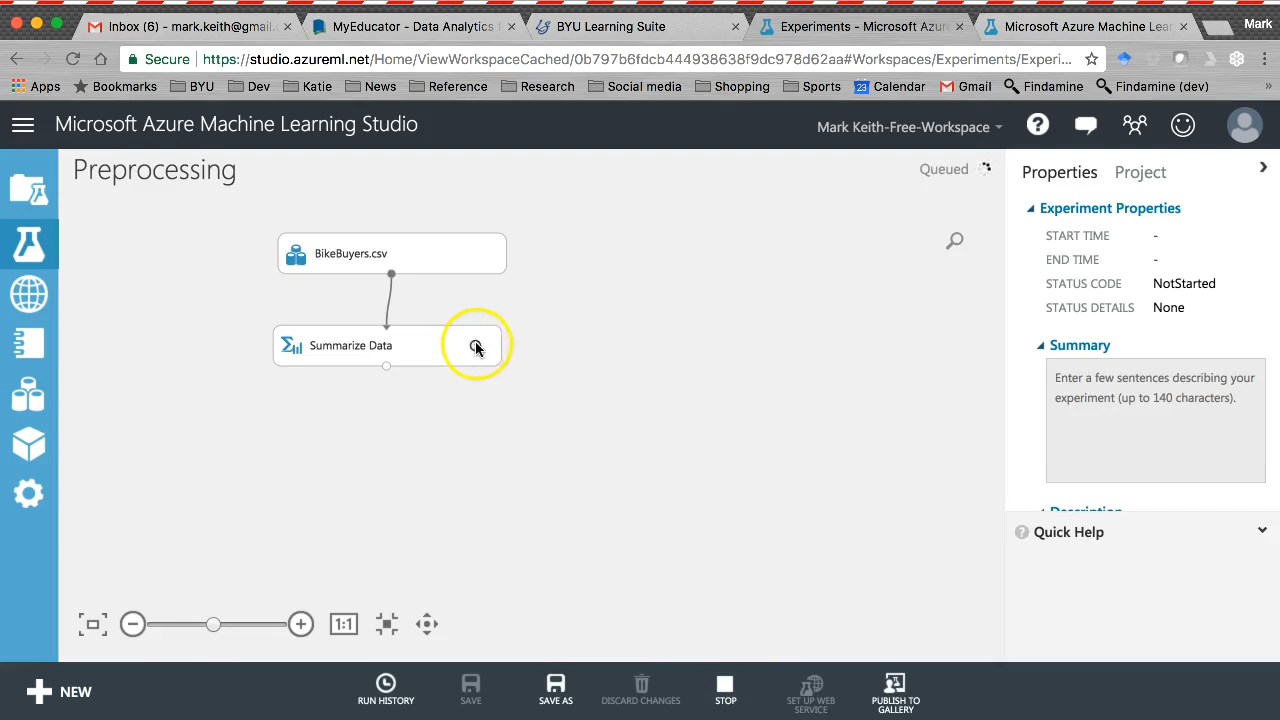 Inbox (6) - mark.keith@gmail.c
MyEducator - Data Analytics f
BYU Learning Suite
Experiments - Microsoft Azure
Microsoft Azure Machine Lear
Mark
Secure
https://studio.azureml.net/Home/ViewWorkspaceCached/0b797b6fdcb444938638f9dc978d62aa#Workspaces/Experiments/Experi...
Apps
Bookmarks
BYU
Dev
Katie
News
Reference
Research
Social media
Shopping
Sports
23
Calendar
Gmail
Findamine
Findamine (dev)
»
Microsoft Azure Machine Learning Studio
Mark Keith-Free-Workspace
?
Preprocessing
Queued
Properties
Project
BikeBuyers.csv
Summarize Data
Experiment Properties
START TIME -
END TIME -
STATUS CODE NotStarted
STATUS DETAILS None
Summary
Enter a few sentences describing your
experiment (up to 140 characters).
Description
? Quick Help
1:1
NEW
RUN HISTORY
SAVE
SAVE AS
DISCARD CHANGES
STOP
SET UP WEB
SERVICE
PUBLISH TO
GALLERY